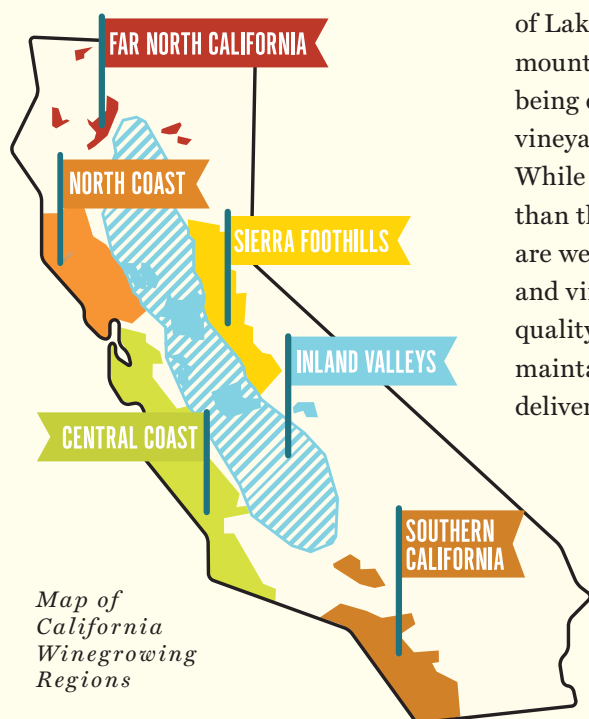 FAR NORTH CALIFORNIA
NORTH COAST
SIERRA FOOTHILLS
INLAND VALLEYS
CENTRAL COAST
SOUTHERN
CALIFORNIA
Map of
California
Winegrowing
Regions
of Lak
mount
being
vineya
While
than th
are we
and vi
quality
mainta
deliver